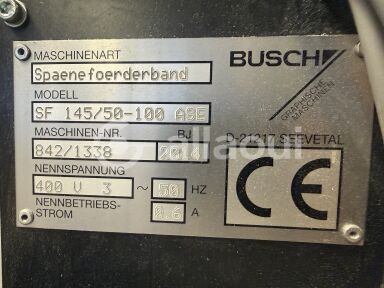 MASCHINENART
Spaenefoerderband
MODELL
SF 145/50-100 ASE
MASCHINEN-NR. BJ
842/1338
NENNSPANNUNG
400 V 3 ~ 50 HZ
NENNBETRIEBS-
STROM 0.6 A
BUSCH
GRAPHISCHE
MASCHINEN
D-21217 SEEVETAL
CE